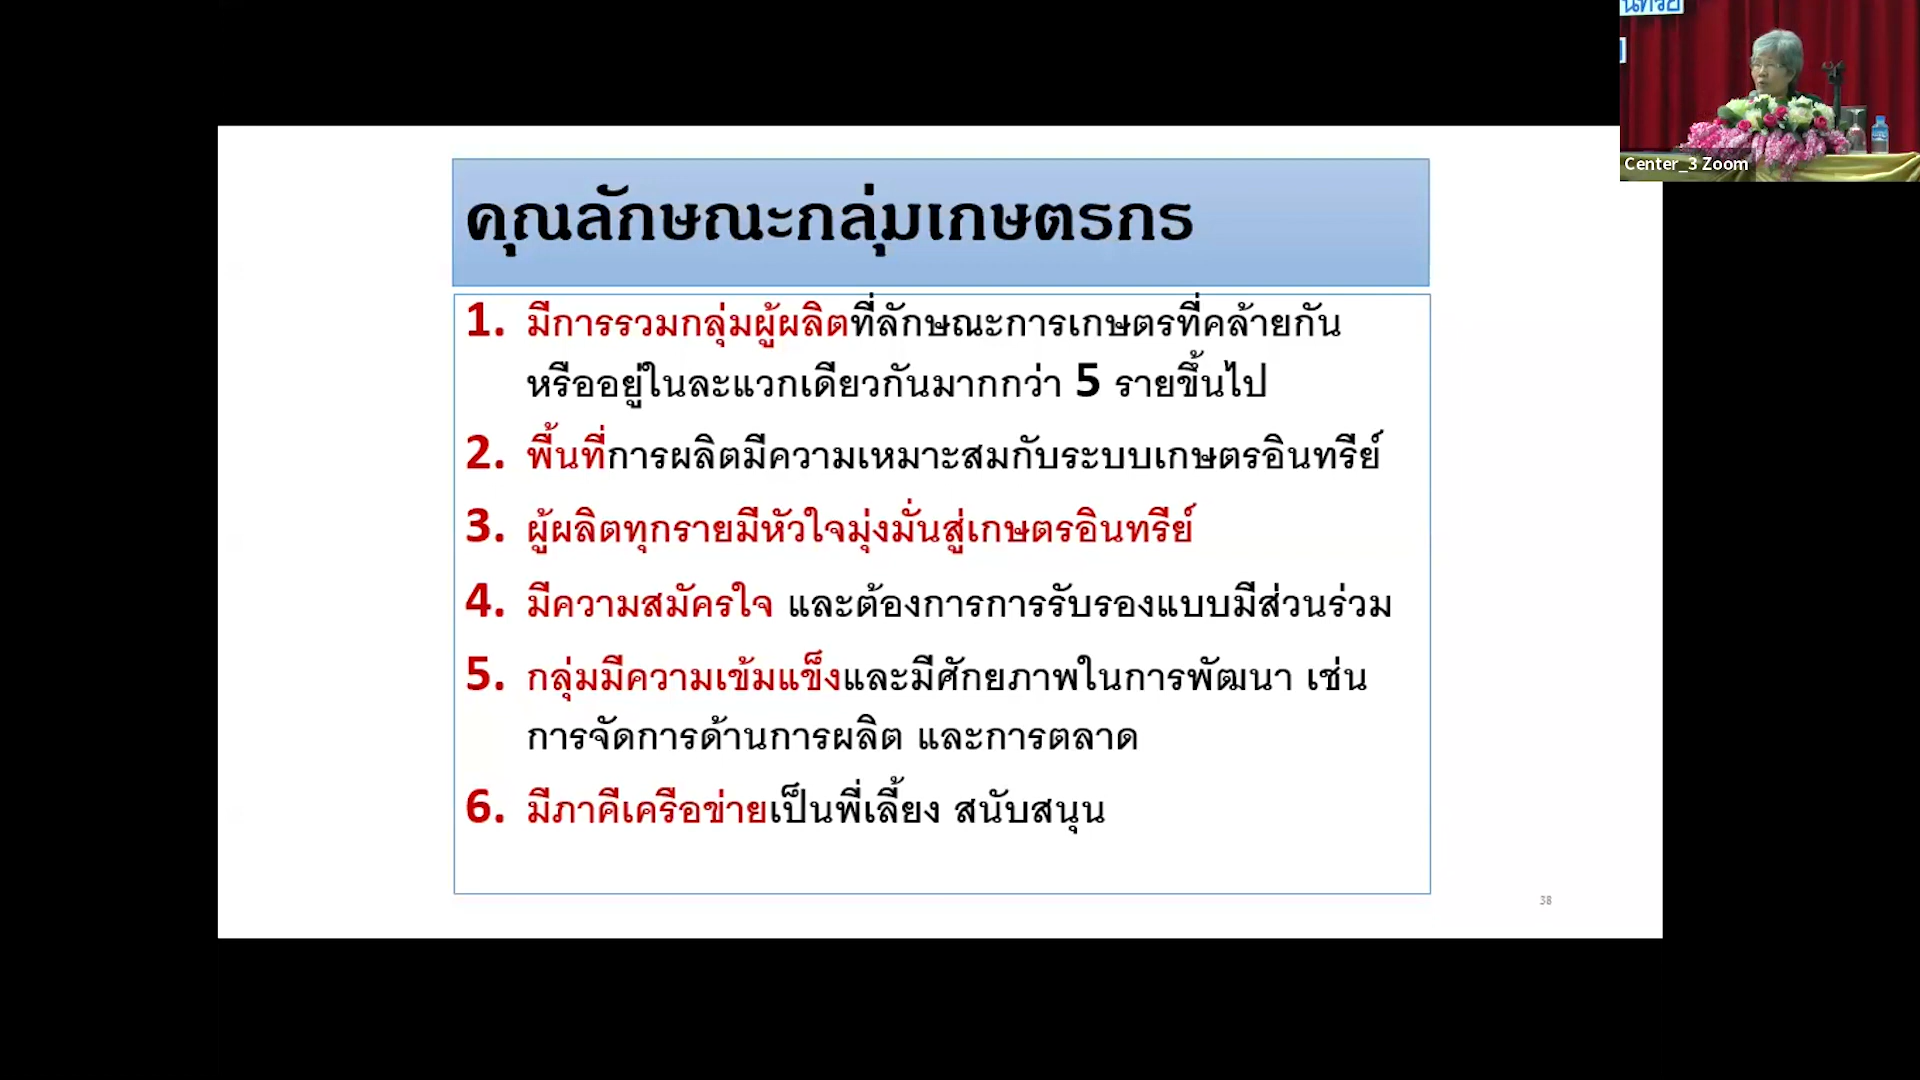 คุณลักษณะกลุ่มเกษตรกร
1. มีการรวมกลุ่มผู้ผลิตที่ลักษณะการเกษตรที่คล้ายกัน
หรืออยู่ในละแวกเดียวกันมากกว่า 5 รายขึ้นไป
2. พื้นที่การผลิตมีความเหมาะสมกับระบบเกษตรอินทรีย์
3. ผู้ผลิตทุกรายมีหัวใจมุ่งมั่นสู่เกษตรอินทรีย์
4. มีความสมัครใจ และต้องการการรับรองแบบมีส่วนร่วม
5. กลุ่มมีความเข้มแข็งและมีศักยภาพในการพัฒนา เช่น
การจัดการด้านการผลิต และการตลาด
6. มีภาคีเครือข่ายเป็นพี่เลี้ยง สนับสนุน
38
Center_3 Zoom